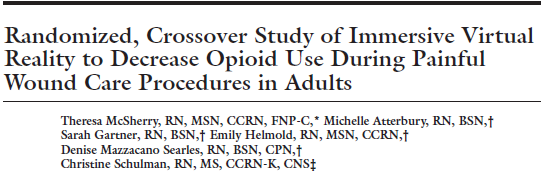 Randomized, Crossover Study of Immersive Virtual
Reality to Decrease Opioid Use During Painful
Wound Care Procedures in Adults
Theresa McSherry, RN, MSN, CCRN, FNP-C,* Michelle Atterbury, RN, BSN,†
Sarah Gartner, RN, BSN,† Emily Helmold, RN, MSN, CCRN,†
Denise Mazzacano Searles, RN, BSN, CPN,†
Christine Schulman, RN, MS, CCRN-K, CNS‡